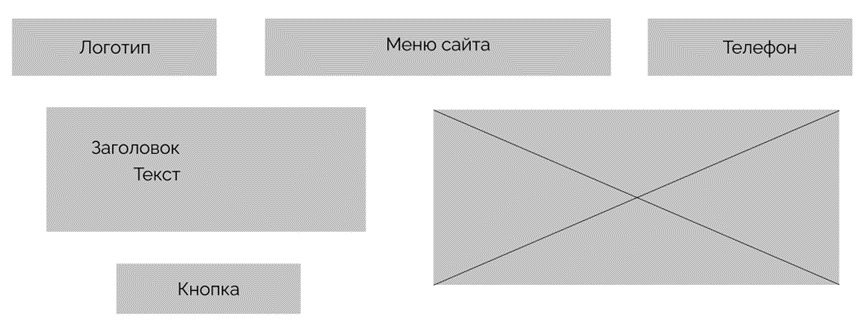 Логотип
Меню сайта
Телефон
Заголовок
Текст
Кнопка